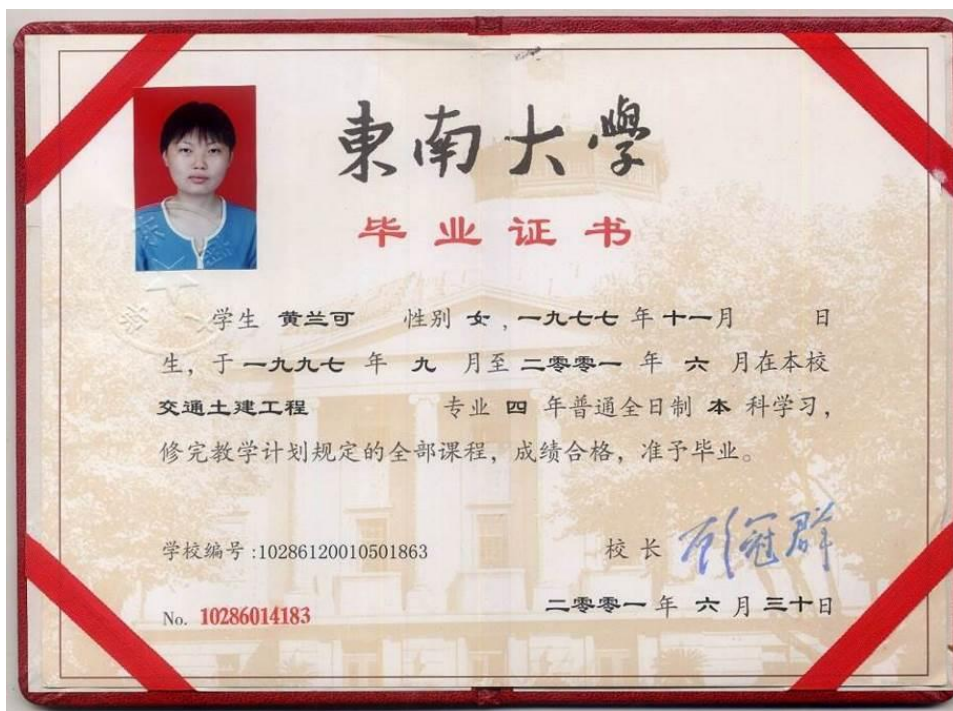 東南大學
毕业证书
学生 黄兰可 性别 女 , 一九七七 年 十一月 日
生, 于 一九九七 年 九 月至 二零零一 年 六 月在本校
交通土建工程 专业 四 年普通全日制 本 科学习,
修完教学计划规定的全部课程, 成绩合格, 准予毕业。
学校编号:10286120010501863
校长 顾冠群
No. 10286014183
二零零一 年 六 月 三十日